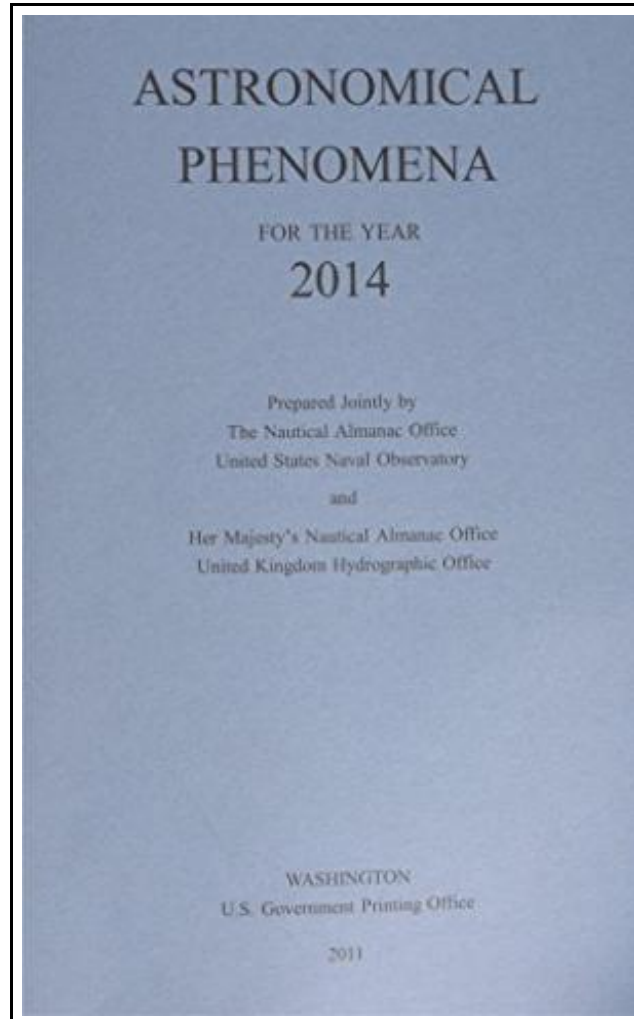 ASTRONOMICAL
PHENOMENA
FOR THE YEAR
2014
Prepared Jointly by
The Nautical Almanac Office
United States Naval Observatory
and
Her Majesty's Nautical Almanac Office
United Kingdom Hydrographic Office
WASHINGTON
U.S. Government Printing Office
2011